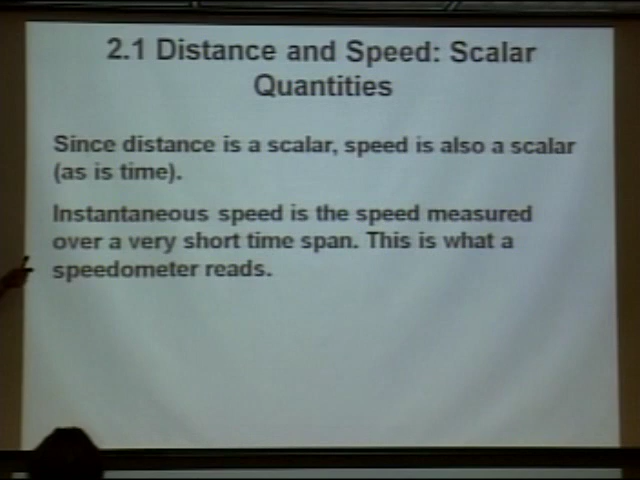 2.1 Distance and Speed: Scalar
Quantities
Since distance is a scalar, speed is also a scalar
(as is time).
Instantaneous speed is the speed measured
over a very short time span. This is what a
speedometer reads.